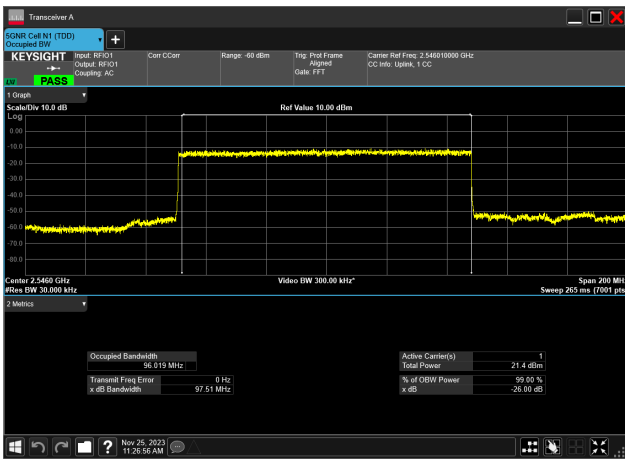 Transceiver A
5GNR Cell N1 (TDD)
Occupied BW
KEYSIGHT
Input: RFIO1
Output: RFIO1
Coupling: AC
Corr CCorr
Range: -60 dBm
Trig: Prot Frame
Aligned
Gate: FFT
Carrier Ref Freq: 2.546010000 GHz
CC Info: Uplink, 1 CC
PASS
1 Graph
Scale/Div 10.0 dB
Ref Value 10.00 dBm
Log
0.00
-10.0
-20.0
-30.0
-40.0
-50.0
-60.0
-70.0
-80.0
Center 2.5460 GHz
Video BW 300.00 kHz*
Span 200 MHz
#Res BW 30.000 kHz
Sweep 265 ms (7001 pts
2 Metrics
Occupied Bandwidth
96.019 MHz
Active Carrier(s) 1
Total Power 21.4 dBm
Transmit Freq Error 0 Hz
x dB Bandwidth 97.51 MHz
% of OBW Power 99.00 %
x dB -26.00 dB
Nov 25, 2023
11:26:56 AM